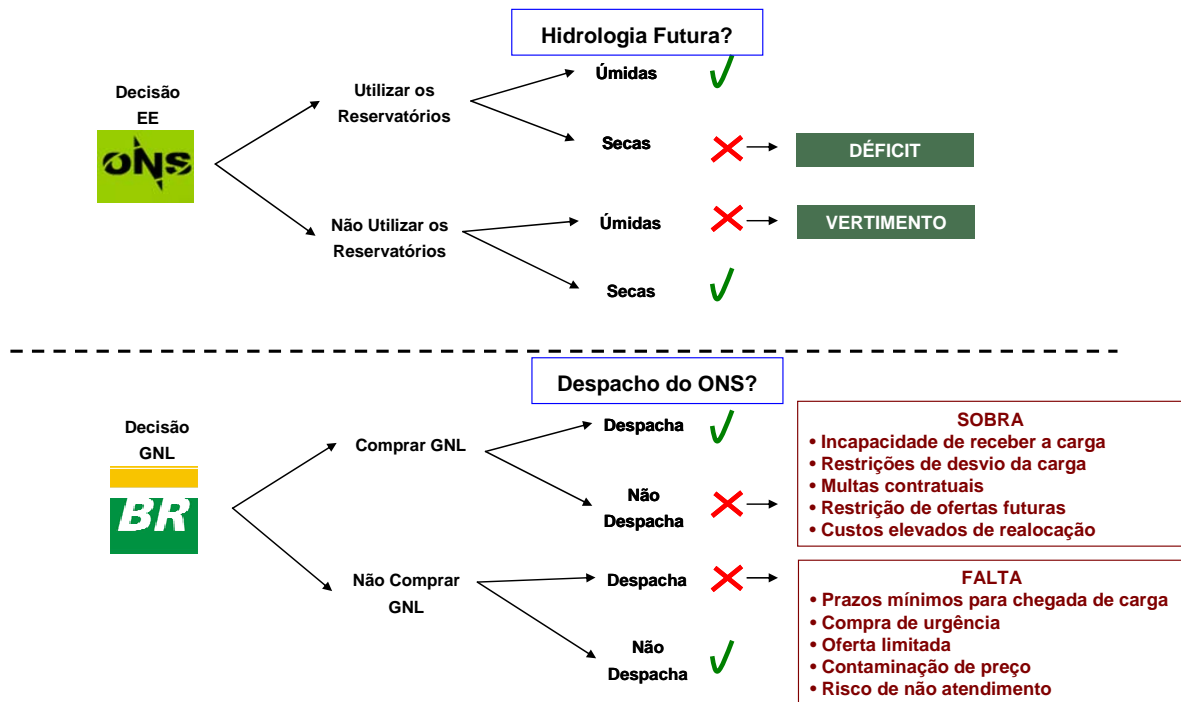 Hidrologia Futura?
Decisão
EE
ONS
Utilizar os
Reservatórios
Úmidas
Secas
DÉFICIT
Não Utilizar os
Reservatórios
Úmidas
VERTIMENTO
Secas
Despacho do ONS?
Decisão
GNL
BR
Comprar GNL
Despacha
Não
Despacha
SOBRA
• Incapacidade de receber a carga
• Restrições de desvio da carga
• Multas contratuais
• Restrição de ofertas futuras
• Custos elevados de realocação
Não Comprar
GNL
Despacha
Não
Despacha
FALTA
• Prazos mínimos para chegada de carga
• Compra de urgência
• Oferta limitada
• Contaminação de preço
• Risco de não atendimento